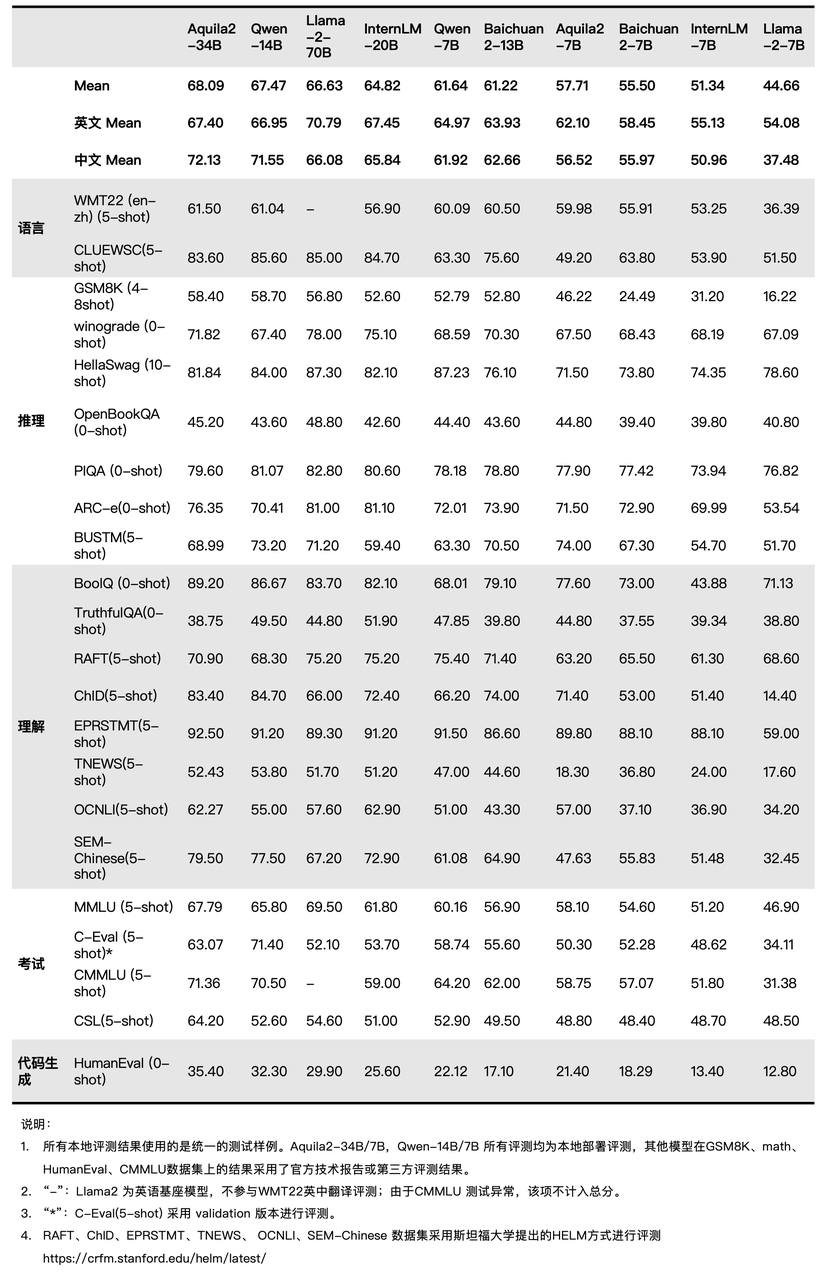 Aquila2-34B Qwen-14B Llama-2-70B InternLM-20B Qwen-7B Baichuan2-13B Aquila2-7B Baichuan2-7B InternLM-7B Llama-2-7B
Mean 68.09 67.47 66.63 64.82 61.64 61.22 57.71 55.50 51.34 44.66
英文 Mean 67.40 66.95 70.79 67.45 64.97 63.93 62.10 58.45 55.13 54.08
中文 Mean 72.13 71.55 66.08 65.84 61.92 62.66 56.52 55.97 50.96 37.48
语言
WMT22 (en-zh) (5-shot) 61.50 61.04 – 56.90 60.09 60.50 59.98 55.91 53.25 36.39
CLUEWSC(5-shot) 83.60 85.60 85.00 84.70 63.30 75.60 49.20 63.80 53.90 51.50
推理
GSM8K (4-8shot) 58.40 58.70 56.80 52.60 52.79 52.80 46.22 24.49 31.20 16.22
winograde (0-shot) 71.82 67.40 78.00 75.10 68.59 70.30 67.50 68.43 68.19 67.09
HellaSwag (10-shot) 81.84 84.00 87.30 82.10 87.23 76.10 71.50 73.80 74.35 78.60
OpenBookQA (0-shot) 45.20 43.60 48.80 42.60 44.40 43.60 44.80 39.40 39.80 40.80
PIQA (0-shot) 79.60 81.07 82.80 80.60 78.18 78.80 77.90 77.42 73.94 76.82
ARC-e(0-shot) 76.35 70.41 81.00 81.10 72.01 73.90 71.50 72.90 69.99 53.54
BUSTM(5-shot) 68.99 73.20 71.20 59.40 63.30 70.50 74.00 67.30 54.70 51.70
理解
BoolQ (0-shot) 89.20 86.67 83.70 82.10 68.01 79.10 77.60 73.00 43.88 71.13
TruthfulQA(0-shot) 38.75 49.50 44.80 51.90 47.85 39.80 44.80 37.55 39.34 38.80
RAFT(5-shot) 70.90 68.30 75.20 75.20 75.40 71.40 63.20 65.50 61.30 68.60
ChID(5-shot) 83.40 84.70 66.00 72.40 66.20 74.00 71.40 53.00 51.40 14.40
EPRSTMT(5-shot) 92.50 91.20 89.30 91.20 91.50 86.60 89.80 88.10 88.10 59.00
TNEWS(5-shot) 52.43 53.80 51.70 51.20 47.00 44.60 18.30 36.80 24.00 17.60
OCNLI(5-shot) 62.27 55.00 57.60 62.90 51.00 43.30 57.00 37.10 36.90 34.20
SEM-Chinese(5-shot) 79.50 77.50 67.20 72.90 61.08 64.90 47.63 55.83 51.48 32.45
考试
MMLU (5-shot) 67.79 65.80 69.50 61.80 60.16 56.90 58.10 54.60 51.20 46.90
C-Eval (5-shot)* 63.07 71.40 52.10 53.70 58.74 55.60 50.30 52.28 48.62 34.11
CMMLU (5-shot) 71.36 70.50 – 59.00 64.20 62.00 58.75 57.07 51.80 31.38
CSL(5-shot) 64.20 52.60 54.60 51.00 52.90 49.50 48.80 48.40 48.70 48.50
代码生成
HumanEval (0-shot) 35.40 32.30 29.90 25.60 22.12 17.10 21.40 18.29 13.40 12.80
说明：
1. 所有本地评测结果使用的是统一的测试样例。Aquila2-34B/7B，Qwen-14B/7B 所有评测均为本地部署评测，其他模型在GSM8K、math、
HumanEval、CMMLU数据集上的结果采用了官方技术报告或第三方评测结果。
2. “-”：Llama2 为英语基座模型，不参与WMT22英中翻译评测；由于CMMLU 测试异常，该项不计入总分。
3. “*”：C-Eval(5-shot) 采用 validation 版本进行评测。
4. RAFT、ChID、EPRSTMT、TNEWS、 OCNLI、SEM-Chinese 数据集采用斯坦福大学提出的HELM方式进行评测
https://crfm.stanford.edu/helm/latest/